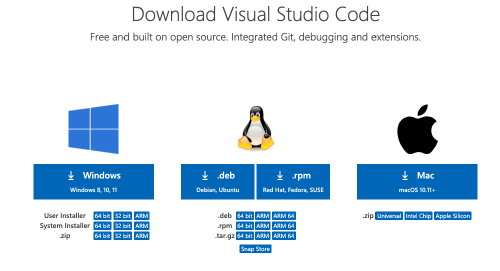 Download Visual Studio Code
Free and built on open source. Integrated Git, debugging and extensions.
Windows
Windows 8, 10, 11
.deb
Debian, Ubuntu
.rpm
Red Hat, Fedora, SUSE
Mac
macOS 10.11+
User Installer 64 bit 32 bit ARM
System Installer 64 bit 32 bit ARM
.zip 64 bit 32 bit ARM
.deb 64 bit ARM ARM 64
.rpm 64 bit ARM ARM 64
.tar.gz 64 bit ARM ARM 64
Snap Store
.zip Universal Intel Chip Apple Silicon